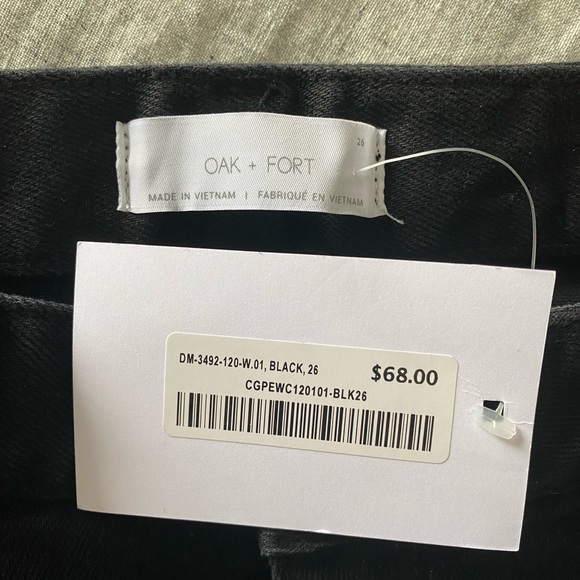 26
OAK + FORT
MADE IN VIETNAM | FABRIQUÉ EN VIETNAM
DM-3492-120-W.01, BLACK, 26 $68.00
CGPEWC120101-BLK26